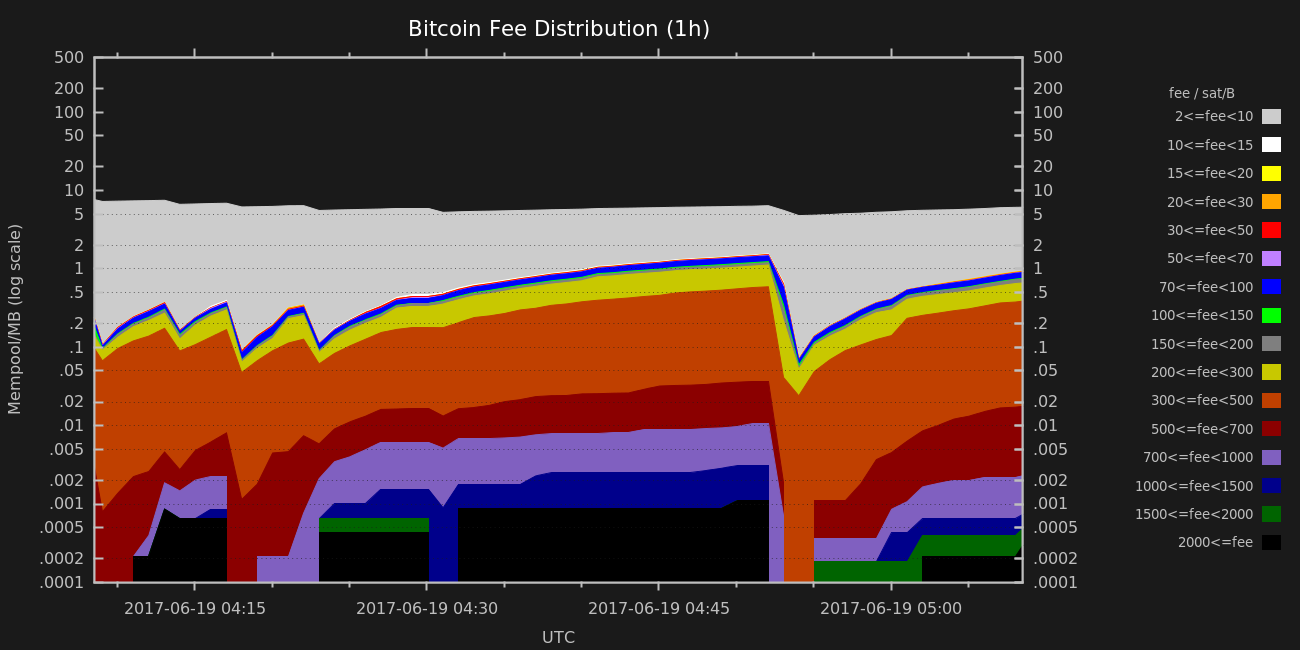 Bitcoin Fee Distribution (1h)
500
200
100
50
20
10
5
2
1
.5
.2
.1
.05
.02
.01
.005
.002
.001
.0005
.0002
.0001
Mempool/MB (log scale)
500
200
100
50
20
10
5
2
1
.5
.2
.1
.05
.02
.01
.005
.002
.001
.0005
.0002
.0001
2017-06-19 04:15
2017-06-19 04:30
2017-06-19 04:45
2017-06-19 05:00
UTC
fee / sat/B
2<=fee<10
10<=fee<15
15<=fee<20
20<=fee<30
30<=fee<50
50<=fee<70
70<=fee<100
100<=fee<150
150<=fee<200
200<=fee<300
300<=fee<500
500<=fee<700
700<=fee<1000
1000<=fee<1500
1500<=fee<2000
2000<=fee